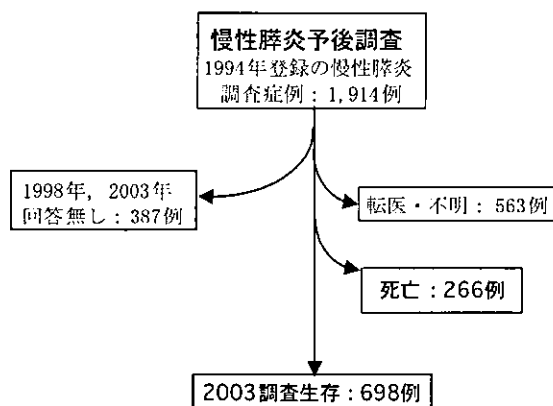 慢性膵炎予後調査
1994年登録の慢性膵炎
調査症例：1,914例
1998年，2003年
回答無し：387例
転医・不明：563例
死亡：266例
2003調査生存：698例